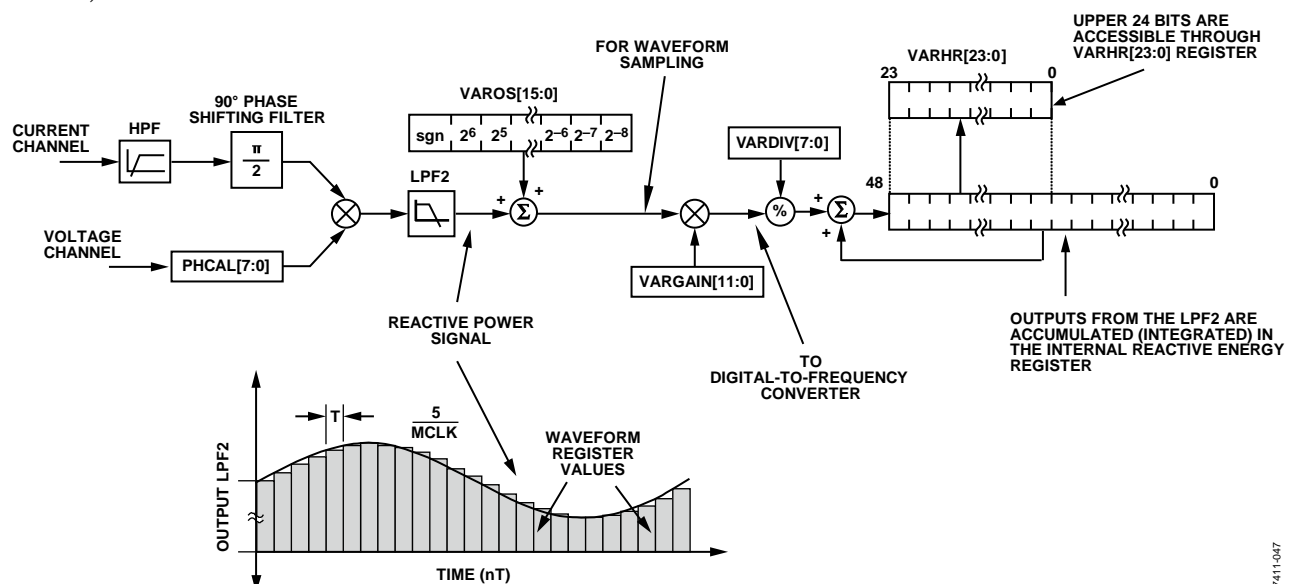 UPPER 24 BITS ARE
ACCESSIBLE THROUGH
VARHR[23:0] REGISTER
FOR WAVEFORM
SAMPLING
VARHR[23:0]
23
0
90° PHASE
SHIFTING FILTER
VAROS[15:0]
CURRENT
CHANNEL
HPF
π
2
sgn 2⁶ 2⁵ 2⁻⁶ 2⁻⁷ 2⁻⁸
VARDIV[7:0]
LPF2
+
+
Σ
%
+
+
Σ
48
0
VOLTAGE
CHANNEL
PHCAL[7:0]
VARGAIN[11:0]
REACTIVE POWER
SIGNAL
TO
DIGITAL-TO-FREQUENCY
CONVERTER
OUTPUTS FROM THE LPF2 ARE
ACCUMULATED (INTEGRATED) IN
THE INTERNAL REACTIVE ENERGY
REGISTER
T
5
MCLK
WAVEFORM
REGISTER
VALUES
OUTPUT LPF2
TIME (nT)
7411-047